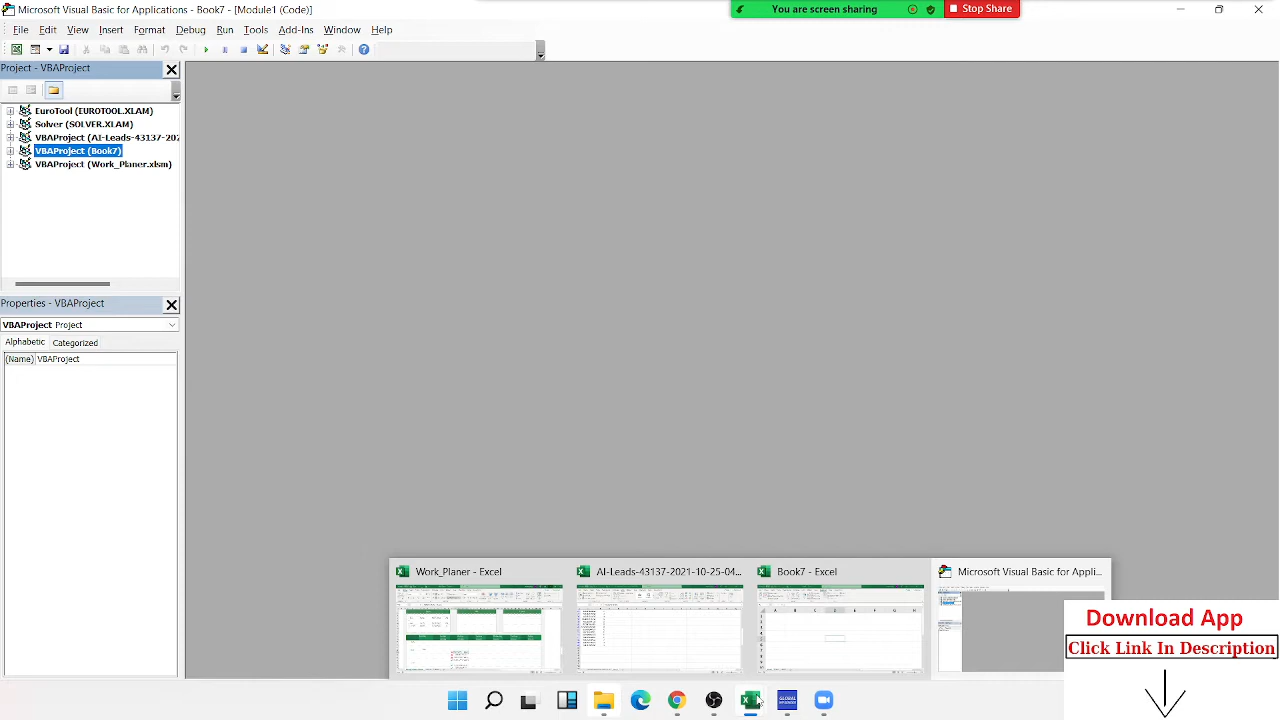 Microsoft Visual Basic for Applications - Book7 - [Module1 (Code)]
You are screen sharing
Stop Share
File Edit View Insert Format Debug Run Tools Add-Ins Window Help
Project - VBAProject
EuroTool (EUROTOOL.XLAM)
Solver (SOLVER.XLAM)
VBAProject (AI-Leads-43137-202
VBAProject (Book7)
VBAProject (Work_Planer.xlsm)
Properties - VBAProject
VBAProject Project
Alphabetic Categorized
(Name) VBAProject
Work_Planer - Excel
AI-Leads-43137-2021-10-25-04...
Book7 - Excel
Microsoft Visual Basic for Appli...
Download App
Click Link In Description